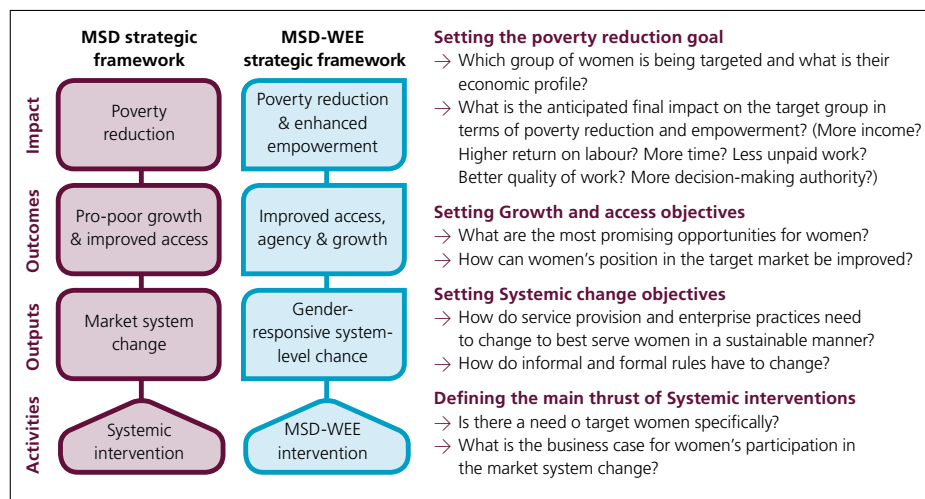 MSD strategic
framework
MSD-WEE
strategic framework
Impact
Poverty
reduction
Poverty reduction
& enhanced
empowerment
Outcomes
Pro-poor growth
& improved access
Improved access,
agency & growth
Outputs
Market system
change
Gender-
responsive system-
level chance
Activities
Systemic
intervention
MSD-WEE
intervention
Setting the poverty reduction goal
→ Which group of women is being targeted and what is their
economic profile?
→ What is the anticipated final impact on the target group in
terms of poverty reduction and empowerment? (More income?
Higher return on labour? More time? Less unpaid work?
Better quality of work? More decision-making authority?)
Setting Growth and access objectives
→ What are the most promising opportunities for women?
→ How can women's position in the target market be improved?
Setting Systemic change objectives
→ How do service provision and enterprise practices need
to change to best serve women in a sustainable manner?
→ How do informal and formal rules have to change?
Defining the main thrust of Systemic interventions
→ Is there a need o target women specifically?
→ What is the business case for women's participation in
the market system change?